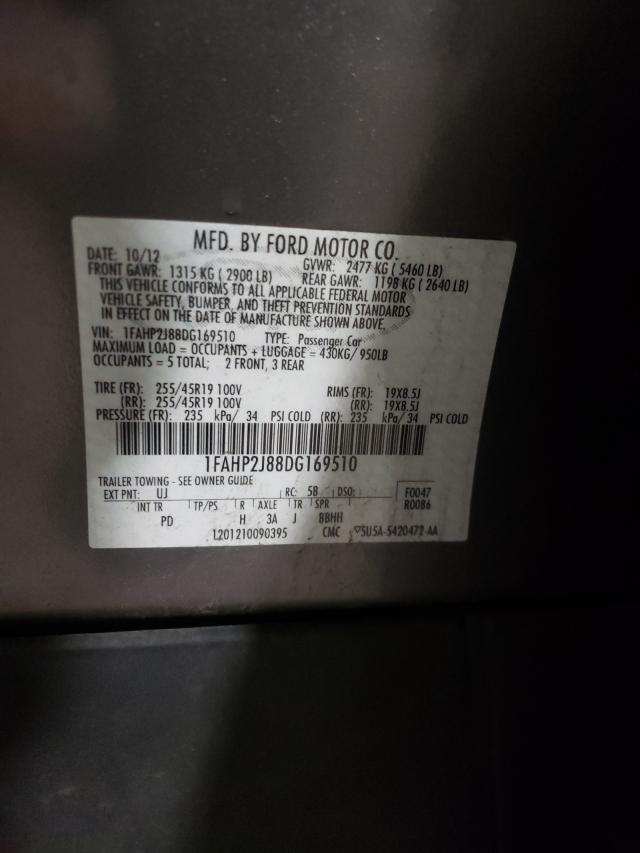 MFD. BY FORD MOTOR CO.
DATE: 10/12 GVWR: 2477 KG ( 5460 LB)
FRONT GAWR: 1315 KG ( 2900 LB) REAR GAWR: 1198 KG ( 2640 LB)
THIS VEHICLE CONFORMS TO ALL APPLICABLE FEDERAL MOTOR
VEHICLE SAFETY, BUMPER, AND THEFT PREVENTION STANDARDS
IN EFFECT ON THE DATE OF MANUFACTURE SHOWN ABOVE.
VIN: 1FAHP2J88DG169510 TYPE: Passenger Car
MAXIMUM LOAD = OCCUPANTS + LUGGAGE = 430KG/ 950LB
OCCUPANTS = 5 TOTAL; 2 FRONT, 3 REAR
TIRE (FR): 255/45R19 100V RIMS (FR): 19X8.5J
(RR): 255/45R19 100V (RR): 19X8.5J
PRESSURE (FR): 235 kPa/ 34 PSI COLD (RR): 235 kPa/ 34 PSI COLD
1FAHP2J88DG169510
TRAILER TOWING - SEE OWNER GUIDE
EXT PNT: UJ RC: 58 DSO: F0047
INT TR TP/PS R AXLE TR SPR R0086
PD H 3A J BBHH
L201210090395 CMC ▽5U5A-5420472-AA